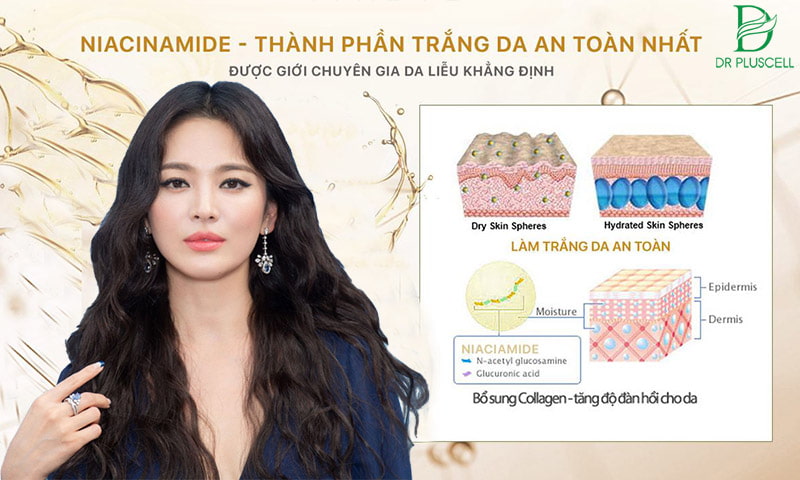 NIACINAMIDE - THÀNH PHẦN TRẮNG DA AN TOÀN NHẤT
ĐƯỢC GIỚI CHUYÊN GIA DA LIỄU KHẲNG ĐỊNH
DR PLUSCELL
Dry Skin Spheres
Hydrated Skin Spheres
LÀM TRẮNG DA AN TOÀN
Moisture
Epidermis
Dermis
NIACIAMIDE
N-acetyl glucosamine
Glucuronic acid
Bổ sung Collagen - tăng độ đàn hồi cho da